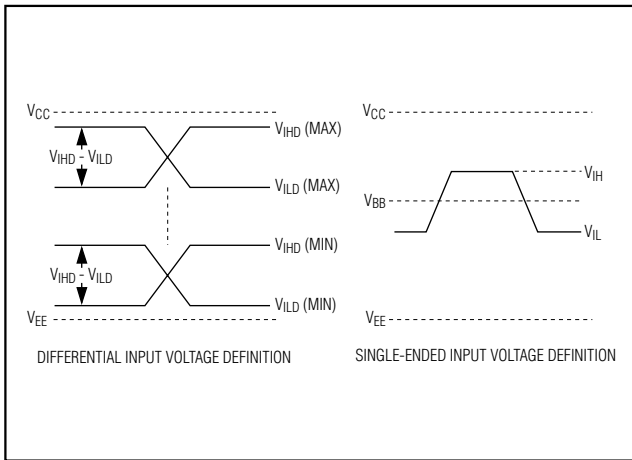 VCC
VIHD (MAX)
VIHD - VILD
VILD (MAX)
VIHD (MIN)
VIHD - VILD
VILD (MIN)
VEE
DIFFERENTIAL INPUT VOLTAGE DEFINITION
VCC
VIH
VBB
VIL
VEE
SINGLE-ENDED INPUT VOLTAGE DEFINITION